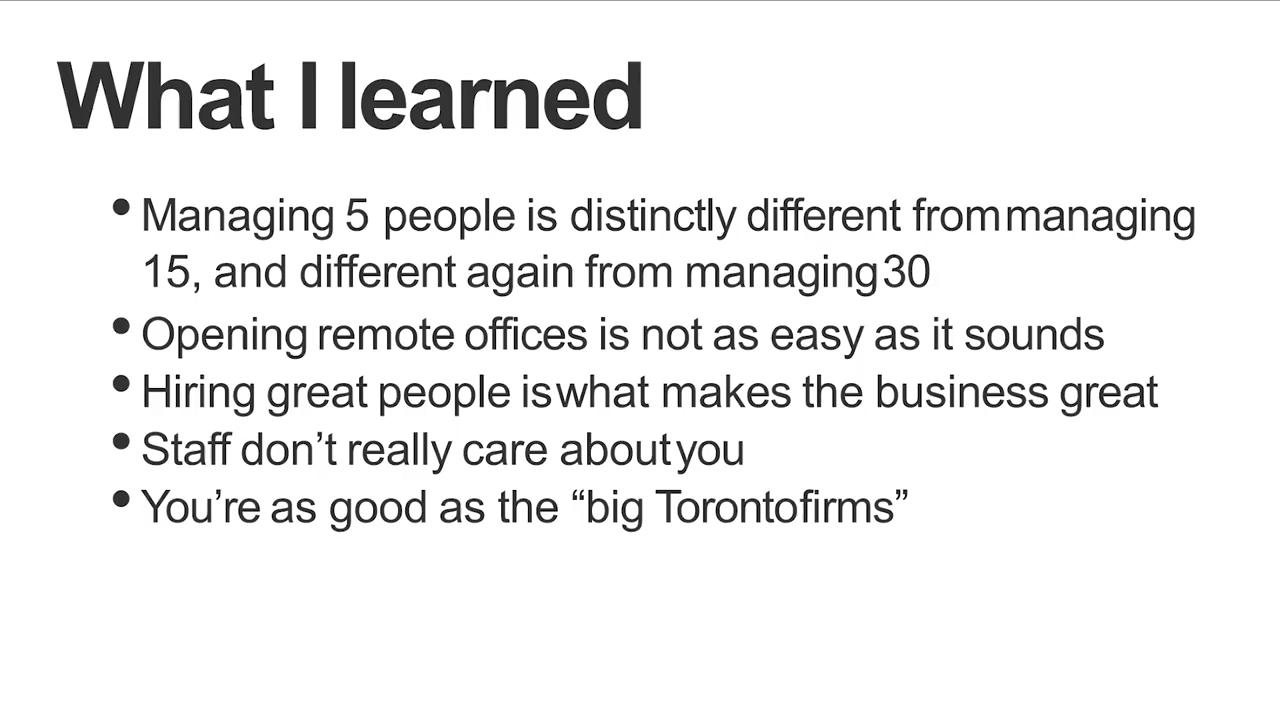 What I learned
• Managing 5 people is distinctly different from managing
15, and different again from managing 30
• Opening remote offices is not as easy as it sounds
• Hiring great people is what makes the business great
• Staff don’t really care about you
• You’re as good as the “big Toronto firms”